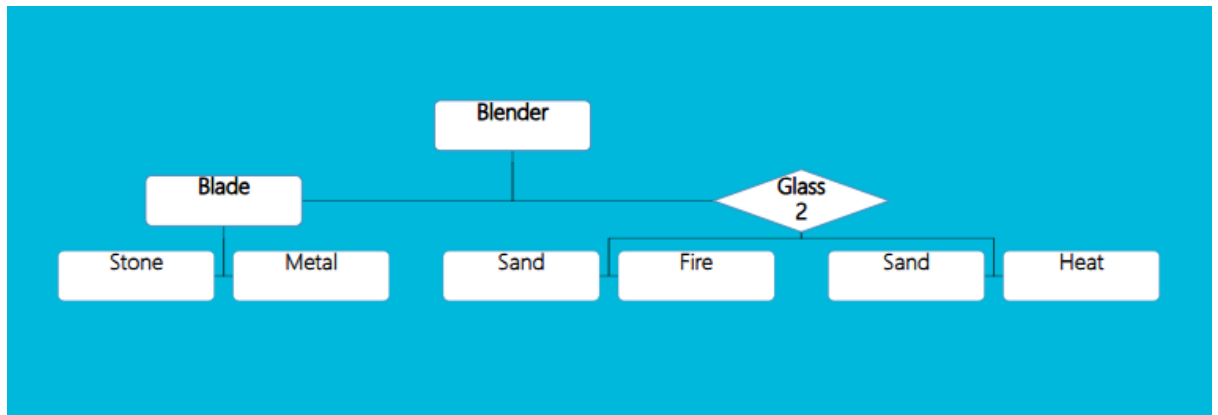 Blender
Blade
Glass
2
Stone
Metal
Sand
Fire
Sand
Heat